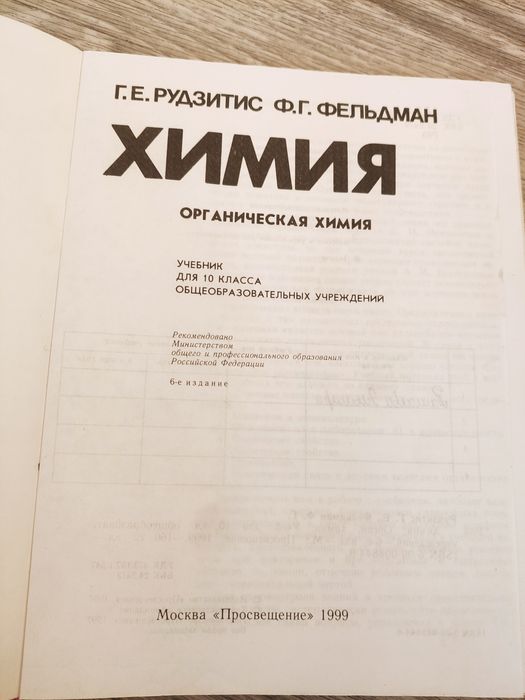 Г.Е. РУДЗИТИС Ф.Г. ФЕЛЬДМАН
ХИМИЯ
ОРГАНИЧЕСКАЯ ХИМИЯ
УЧЕБНИК
ДЛЯ 10 КЛАССА
ОБЩЕОБРАЗОВАТЕЛЬНЫХ УЧРЕЖДЕНИЙ
Рекомендовано
Министерством
общего и профессионального образования
Российской Федерации
6-е издание
Москва «Просвещение» 1999